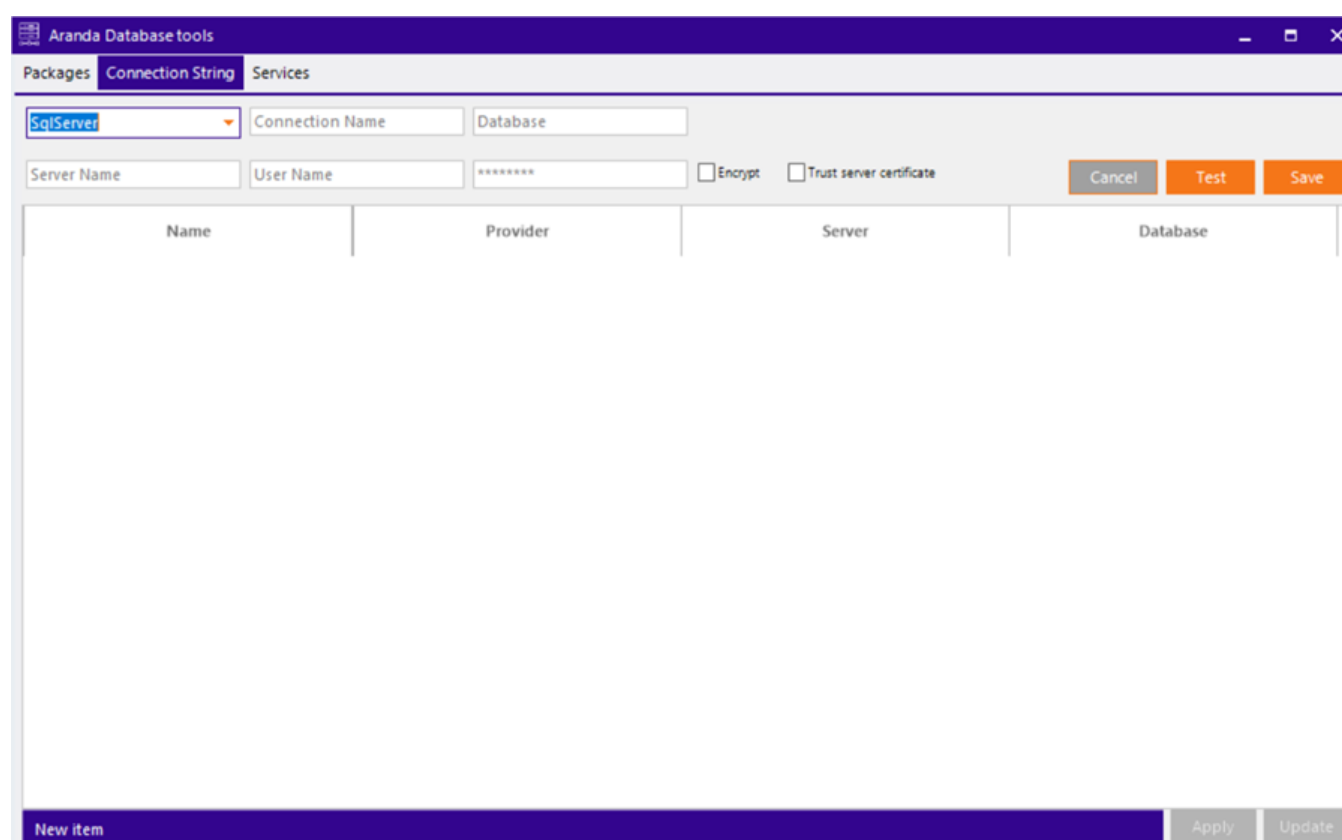 Aranda Database tools
Packages Connection String Services
SqlServer Connection Name Database
Server Name User Name ******** Encrypt Trust server certificate Cancel Test Save
Name Provider Server Database
New item Apply Update